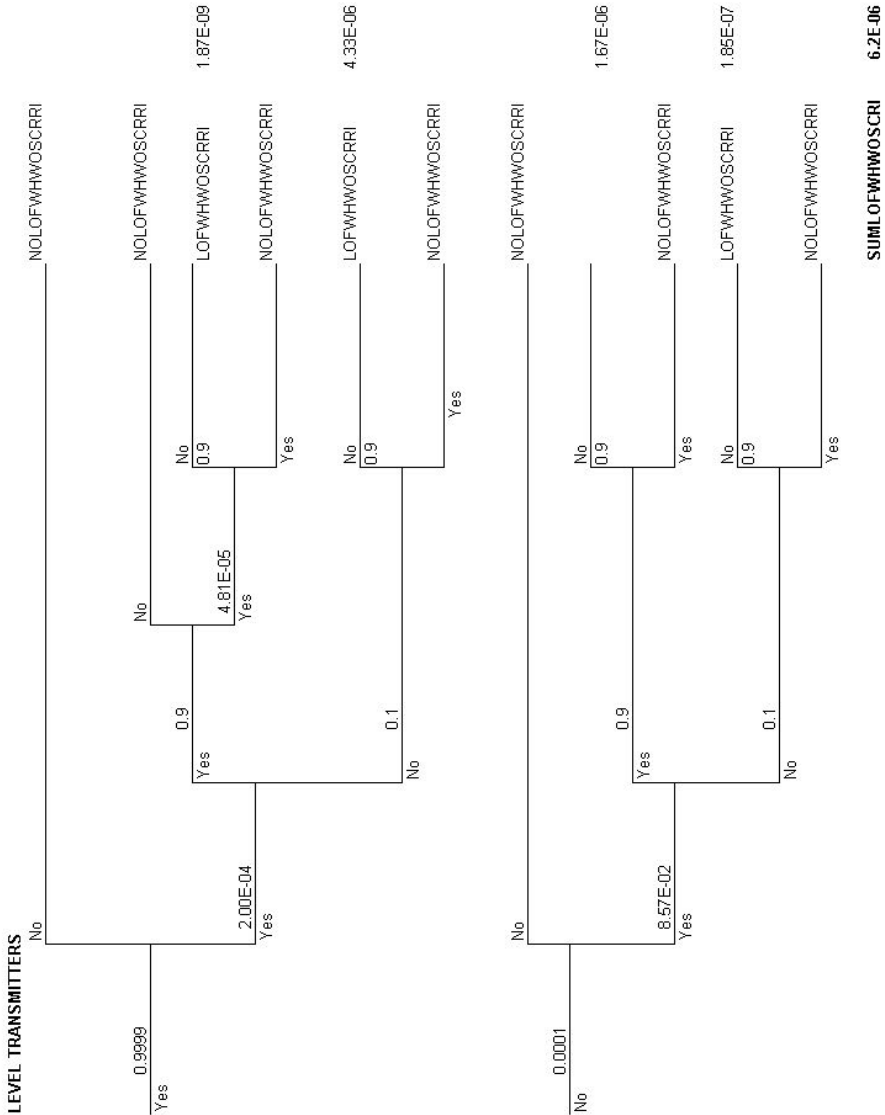 LEVEL TRANSMITTERS
No NOLOFWHWOSCRRI
No NOLOFWHWOSCRRI
0.9999
Yes
0.9 No
Yes 0.9 LOFWHWOSCRRI 1.87E-09
4.81E-05
2.00E-04 Yes
Yes NOLOFWHWOSCRRI
Yes
No LOFWHWOSCRRI 4.33E-06
0.9
0.1
No
NOLOFWHWOSCRRI
Yes
No NOLOFWHWOSCRRI
0.0001
No No
0.9 1.67E-06
0.9
Yes
8.57E-02 NOLOFWHWOSCRRI
Yes Yes
No LOFWHWOSCRRI 1.85E-07
0.9
0.1
No
NOLOFWHWOSCRRI
Yes
SUMLOFWHWOSCRI 6.2E-06